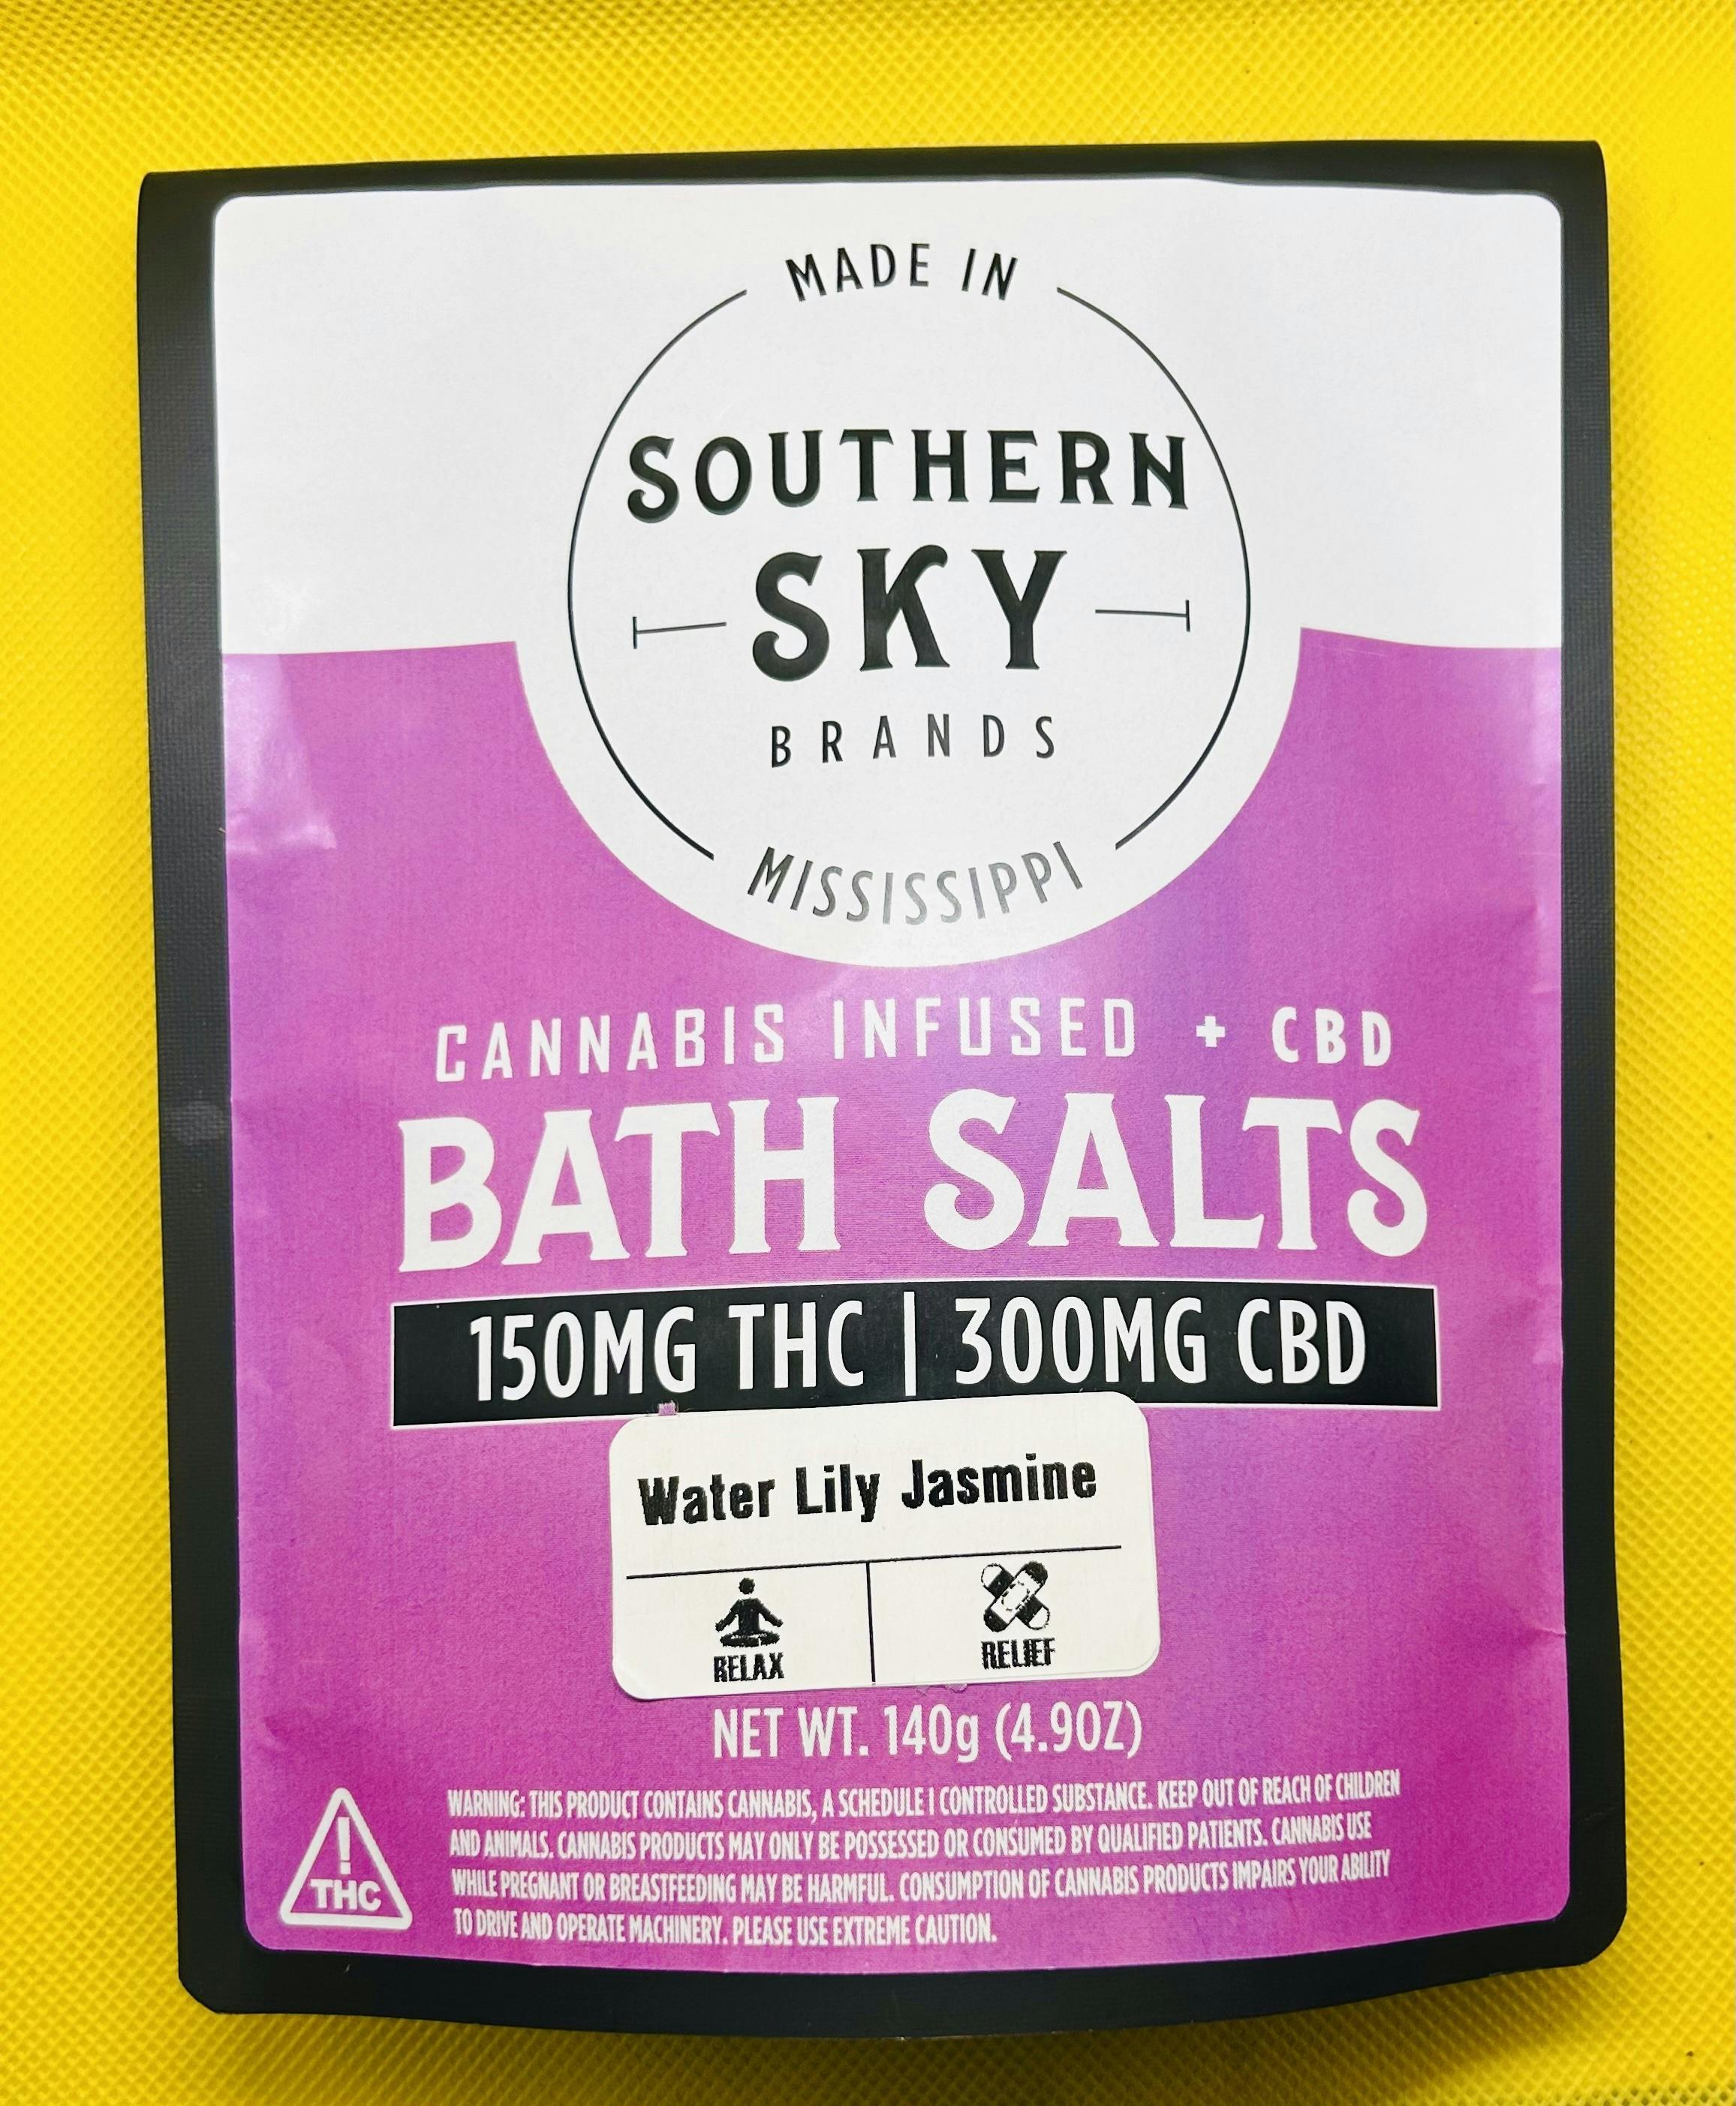 MADE IN
SOUTHERN
SKY
BRANDS
MISSISSIPPI
CANNABIS INFUSED + CBD
BATH SALTS
150MG THC | 300MG CBD
Water Lily Jasmine
RELAX
RELIEF
NET WT. 140g (4.9OZ)
WARNING: THIS PRODUCT CONTAINS CANNABIS, A SCHEDULE I CONTROLLED SUBSTANCE. KEEP OUT OF REACH OF CHILDREN
AND ANIMALS. CANNABIS PRODUCTS MAY ONLY BE POSSESSED OR CONSUMED BY QUALIFIED PATIENTS. CANNABIS USE
WHILE PREGNANT OR BREASTFEEDING MAY BE HARMFUL. CONSUMPTION OF CANNABIS PRODUCTS IMPAIRS YOUR ABILITY
TO DRIVE AND OPERATE MACHINERY. PLEASE USE EXTREME CAUTION.
!
THC